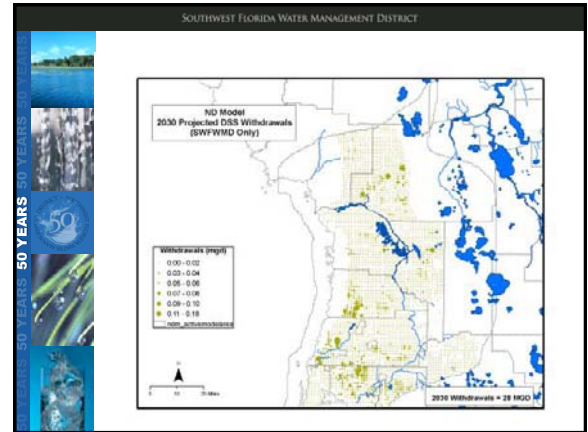 SOUTHWEST FLORIDA WATER MANAGEMENT DISTRICT
50 YEARS 50 YEARS 50 YEARS 50 YEARS 50 YEARS
50
ND Model
2030 Projected DSS Withdrawals
(SWFWMD Only)
Withdrawals (mgd)
0.00 - 0.02
0.03 - 0.04
0.05 - 0.06
0.07 - 0.08
0.09 - 0.10
0.11 - 0.18
2030 Withdrawals = 28 MGD